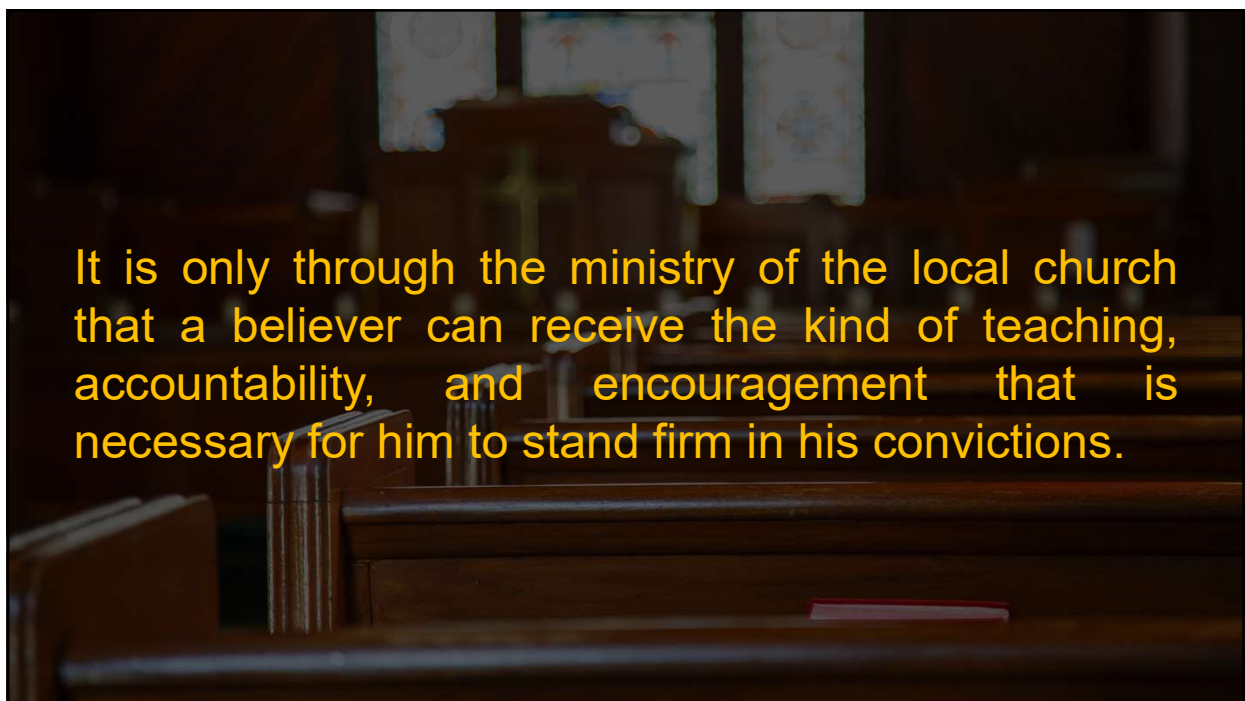 It is only through the ministry of the local church
that a believer can receive the kind of teaching,
accountability, and encouragement that is
necessary for him to stand firm in his convictions.